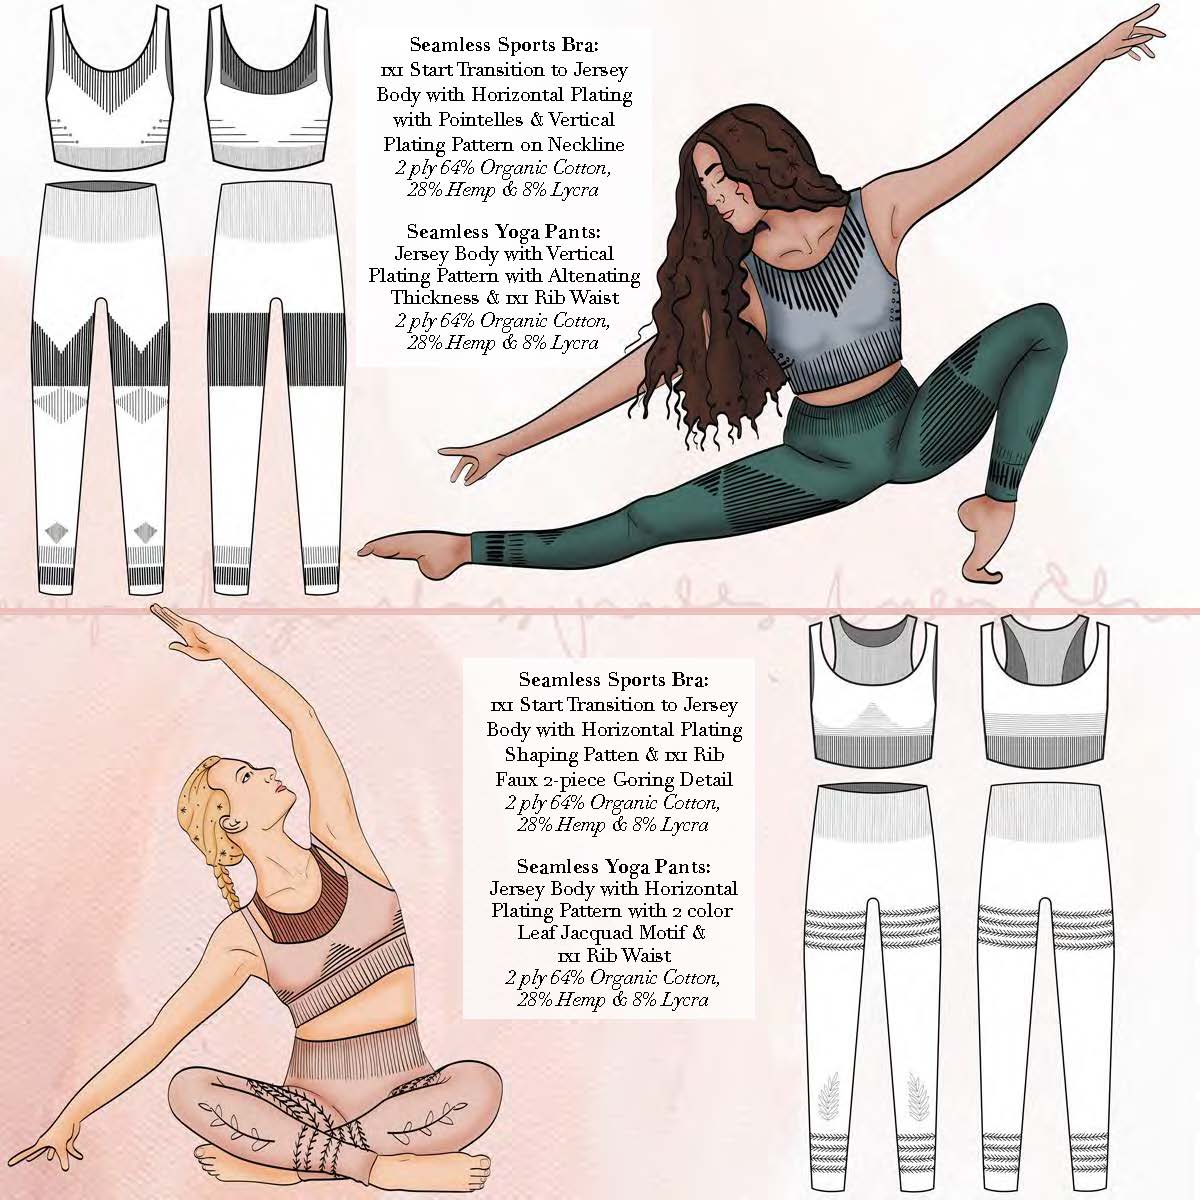 Seamless Sports Bra:
1x1 Start Transition to Jersey
Body with Horizontal Plating
with Pointelles & Vertical
Plating Pattern on Neckline
2 ply 64% Organic Cotton,
28% Hemp & 8% Lycra
Seamless Yoga Pants:
Jersey Body with Vertical
Plating Pattern with Altenating
Thickness & 1x1 Rib Waist
2 ply 64% Organic Cotton,
28% Hemp & 8% Lycra
Seamless Sports Bra:
1x1 Start Transition to Jersey
Body with Horizontal Plating
Shaping Patten & 1x1 Rib
Faux 2-piece Goring Detail
2 ply 64% Organic Cotton,
28% Hemp & 8% Lycra
Seamless Yoga Pants:
Jersey Body with Horizontal
Plating Pattern with 2 color
Leaf Jacquad Motif &
1x1 Rib Waist
2 ply 64% Organic Cotton,
28% Hemp & 8% Lycra